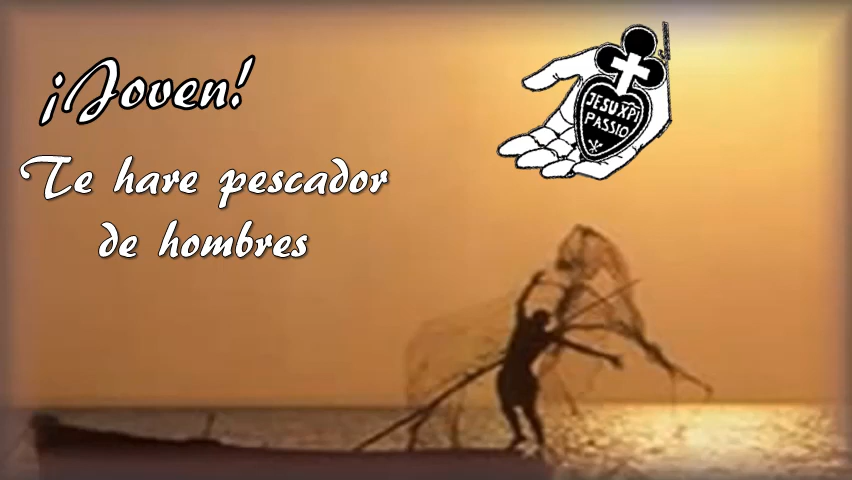 ¡Joven!
Te hare pescador
de hombres
JESU XPI
PASSIO